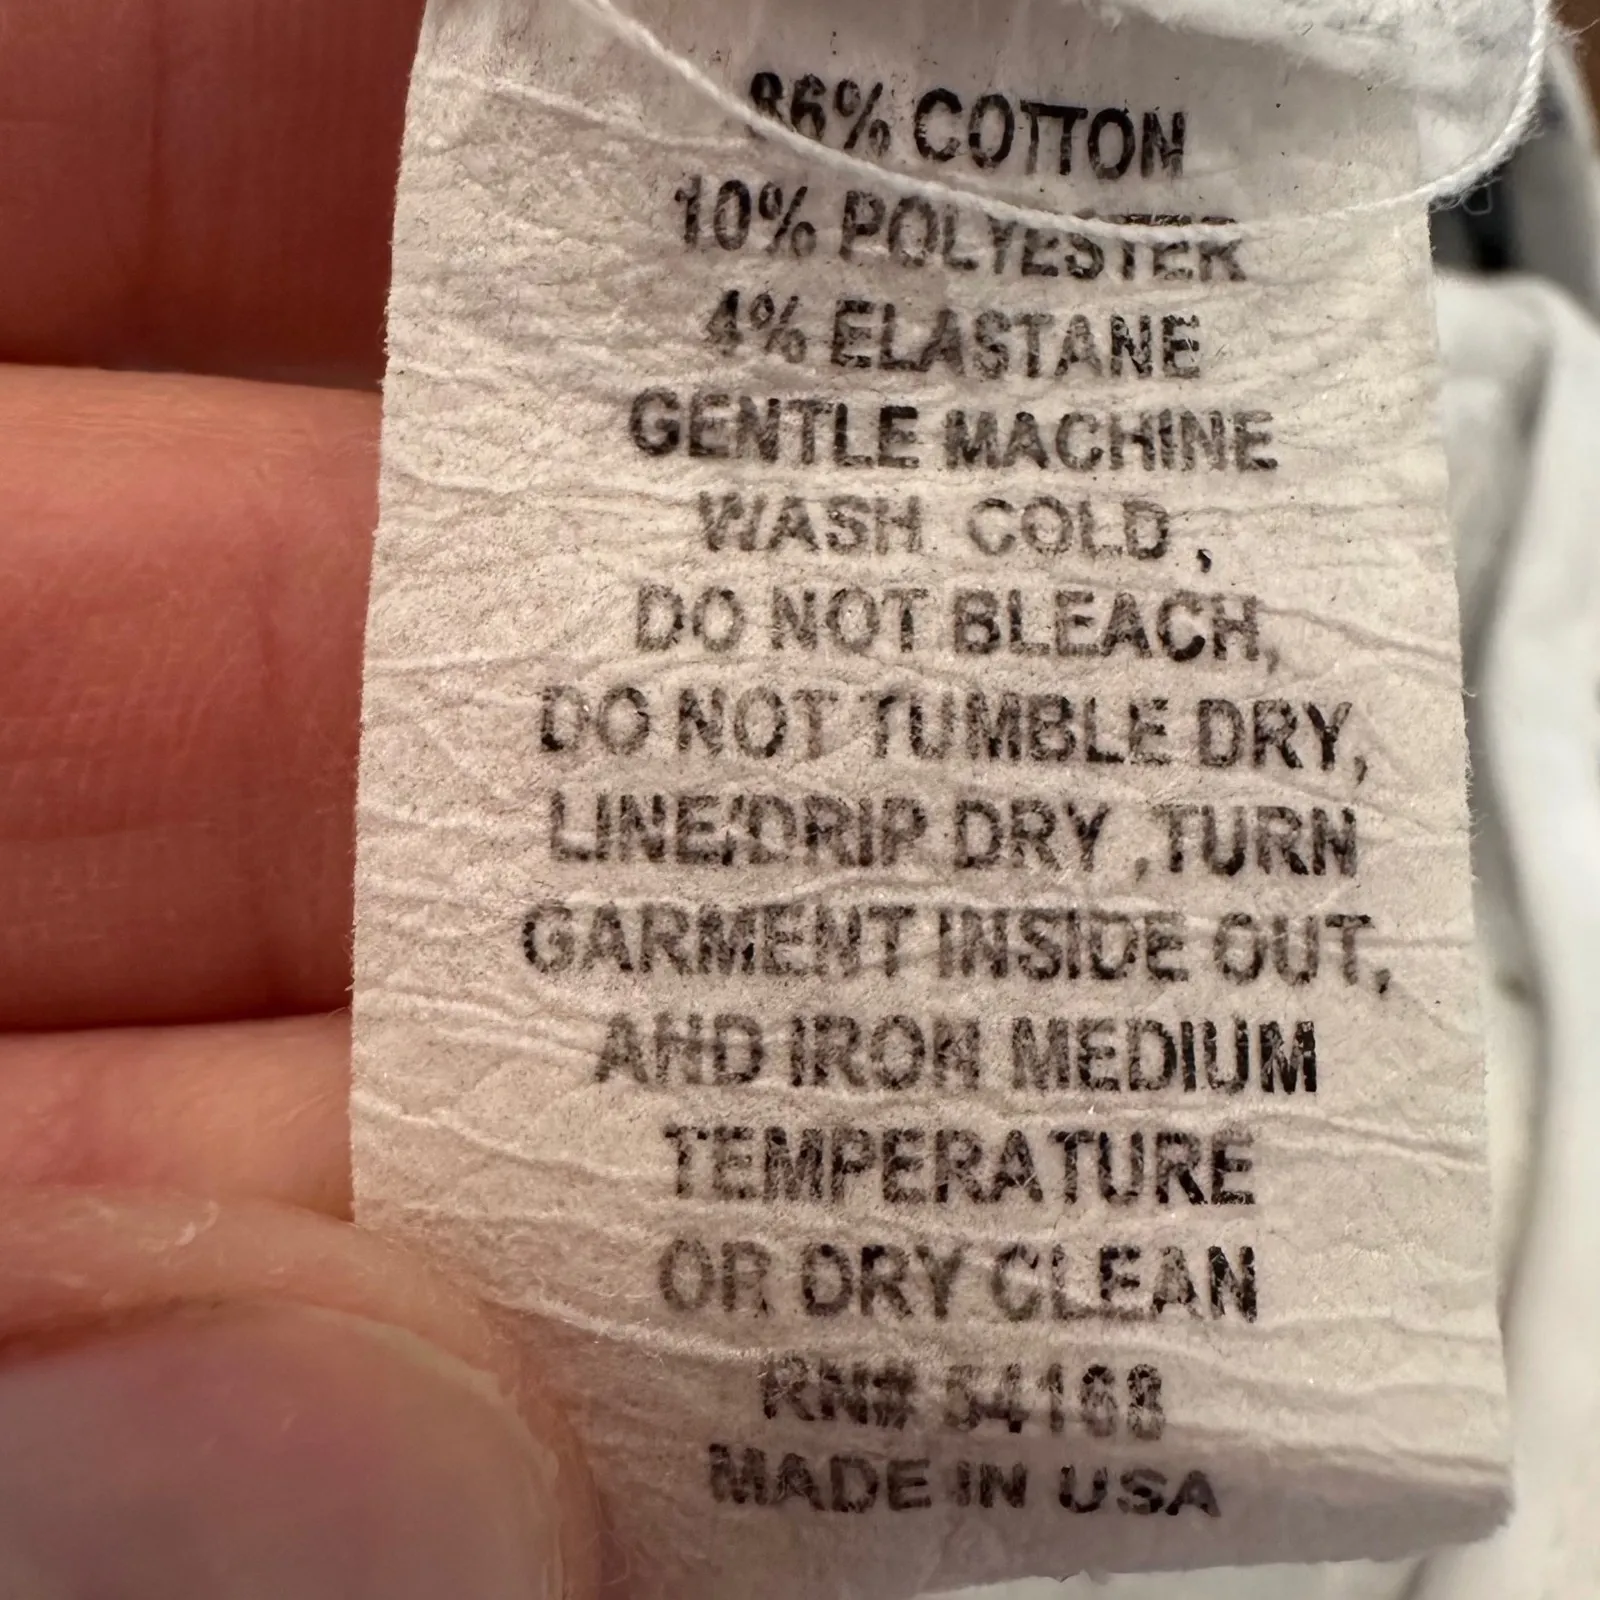 86% COTTON
10% POLYESTER
4% ELASTANE
GENTLE MACHINE
WASH COLD ,
DO NOT BLEACH,
DO NOT TUMBLE DRY,
LINE/DRIP DRY ,TURN
GARMENT INSIDE OUT,
AND IRON MEDIUM
TEMPERATURE
OR DRY CLEAN
RN# 54168
MADE IN USA